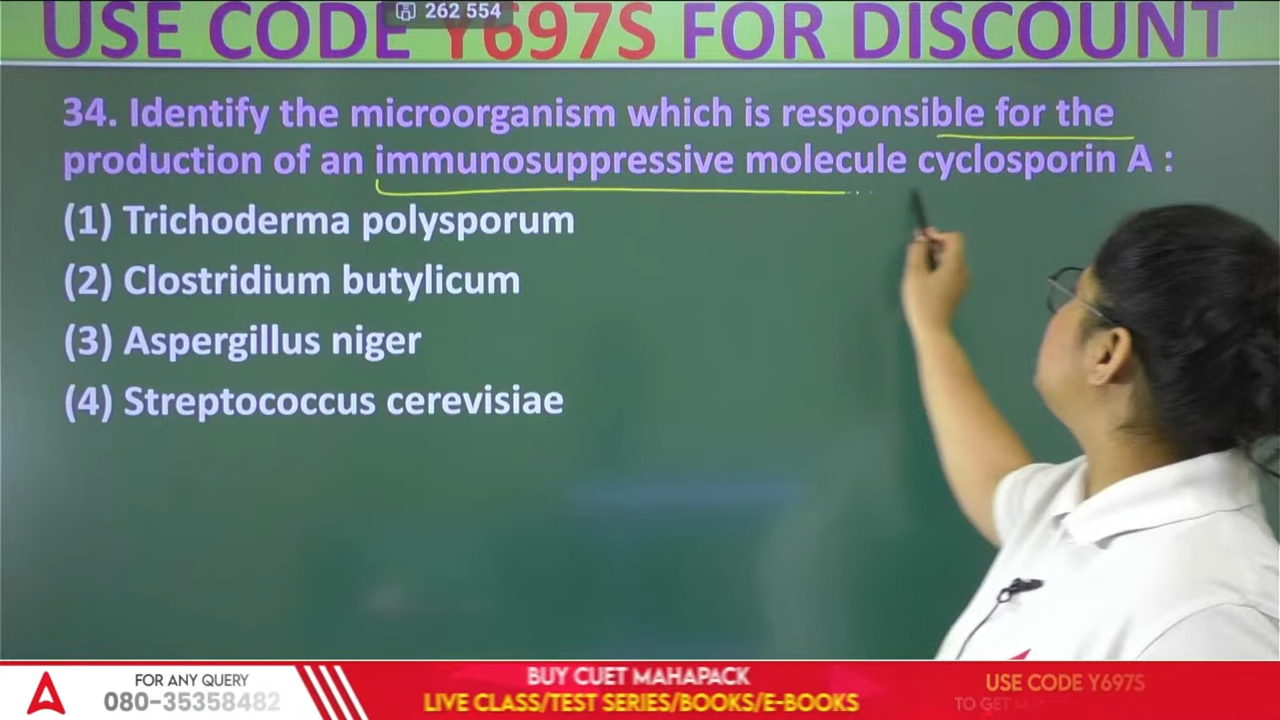 262 554
USE CODE Y697S FOR DISCOUNT
34. Identify the microorganism which is responsible for the
production of an immunosuppressive molecule cyclosporin A :
(1) Trichoderma polysporum
(2) Clostridium butylicum
(3) Aspergillus niger
(4) Streptococcus cerevisiae
FOR ANY QUERY
080-35358482
BUY CUET MAHAPACK
LIVE CLASS/TEST SERIES/BOOKS/E-BOOKS
USE CODE Y697S
TO GET